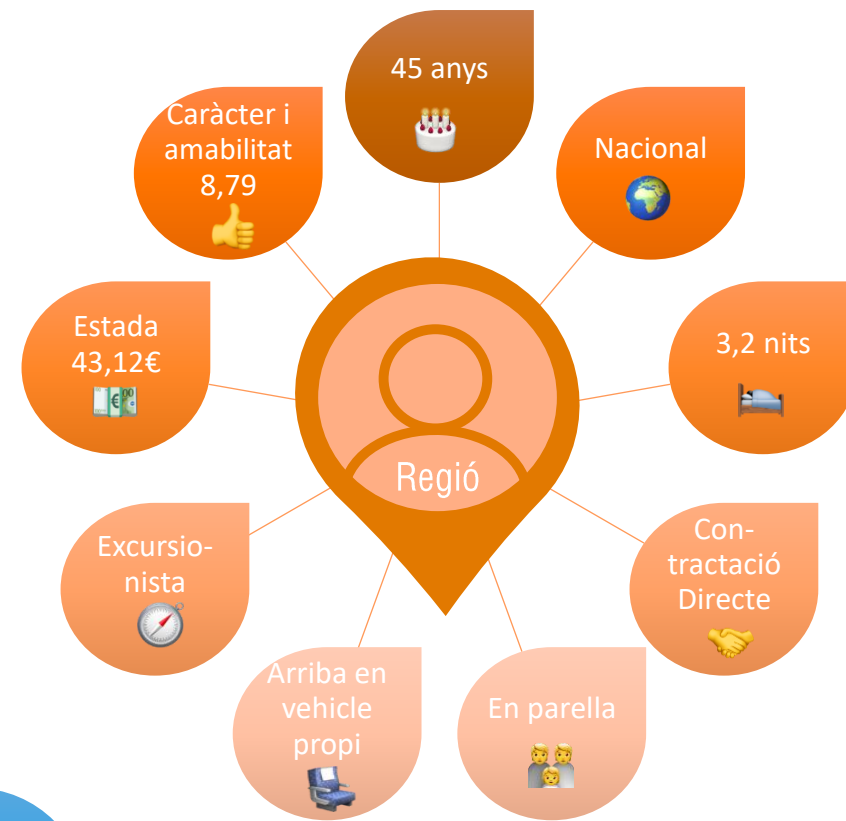 45 anys
Nacional
3,2 nits
Con-
tractació
Directe
En parella
Arriba en
vehicle
propi
Excursio-
nista
Estada
43,12€
Caràcter i
amabilitat
8,79
Regió